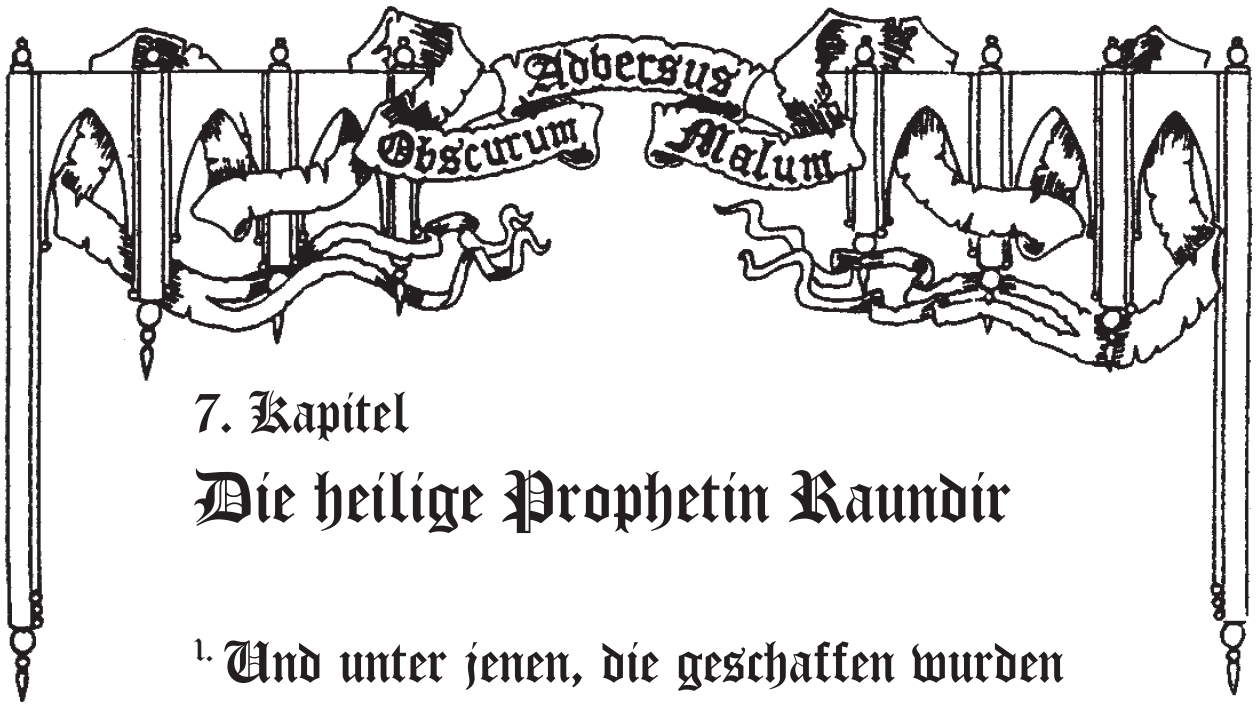 Adversus
Obscurum Malum
7. Kapitel
Die heilige Prophetin Raundir
1. Und unter jenen, die geschaffen wurden